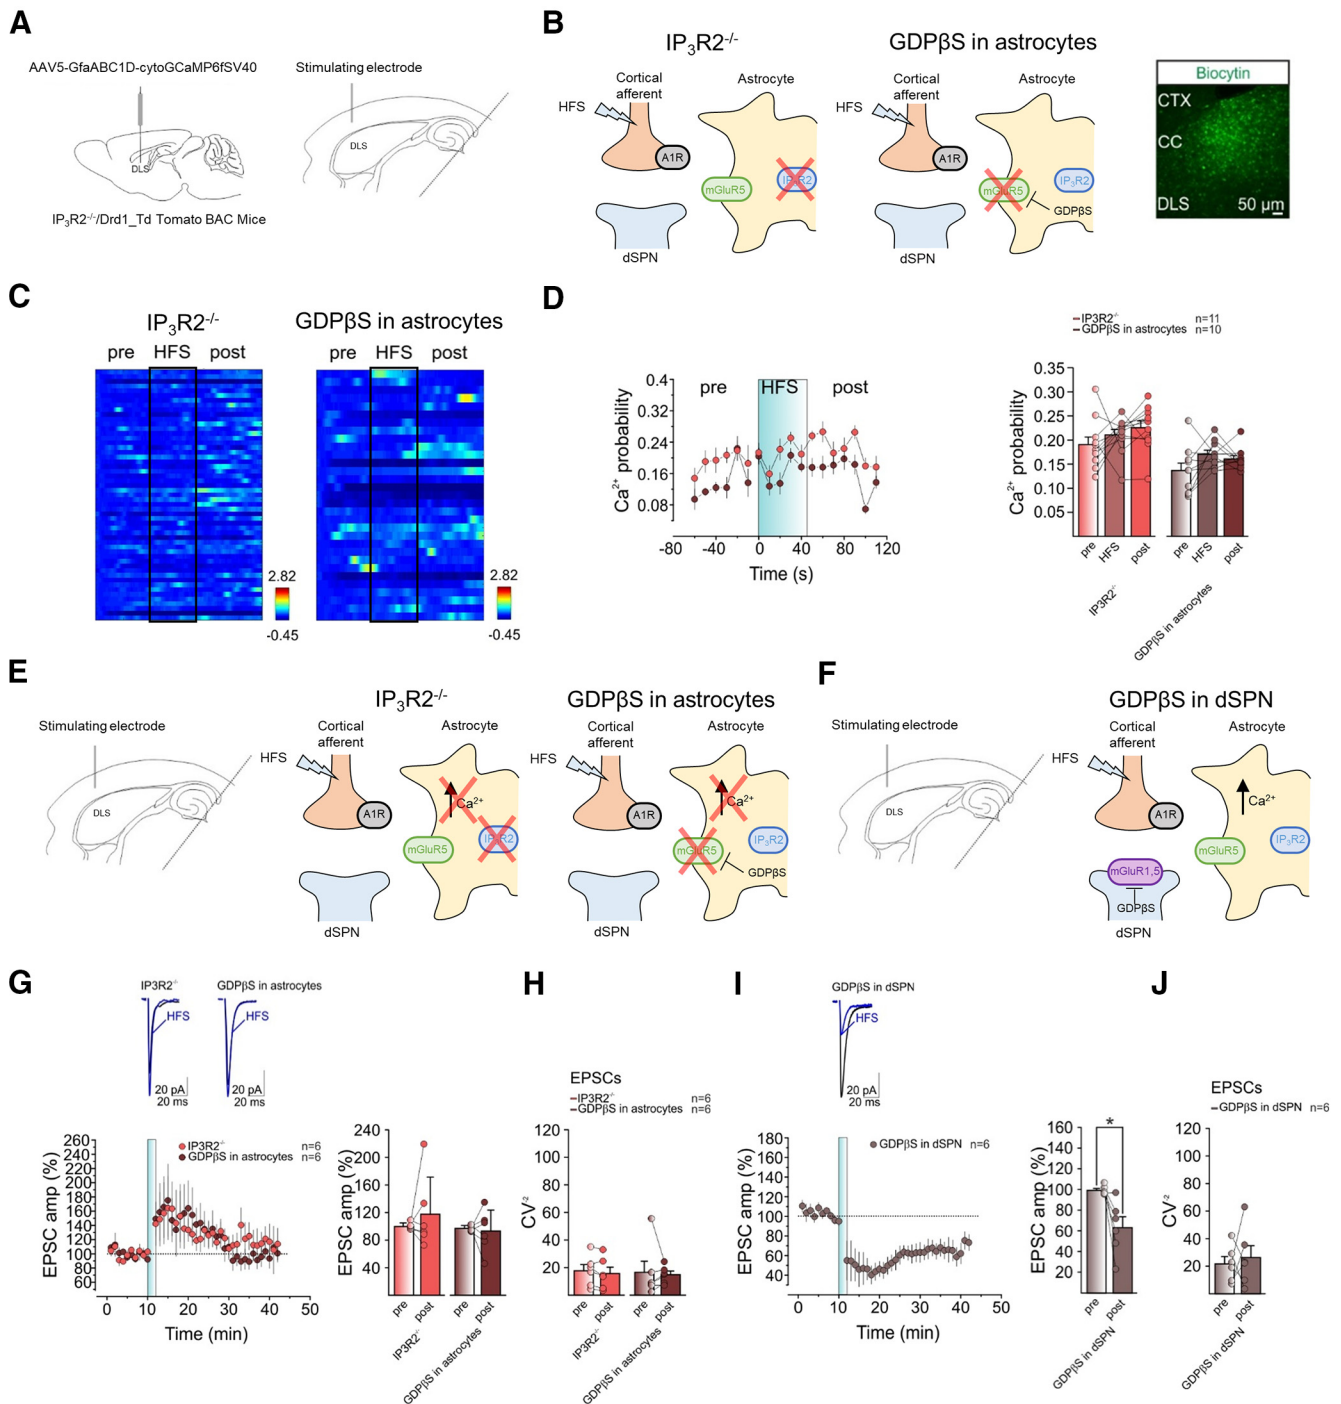 A
AAV5-GfaABC1D-cytoGCaMP6fSV40
DLS
IP₃R2⁻/⁻/Drd1_Td Tomato BAC Mice
Stimulating electrode
DLS
B
IP₃R2⁻/⁻
Cortical
afferent
Astrocyte
HFS
A1R
mGluR5
IP₃R2
dSPN
GDPβS in astrocytes
Cortical
afferent
Astrocyte
HFS
A1R
mGluR5
IP₃R2
GDPβS
dSPN
Biocytin
CTX
CC
DLS
50 µm
C
IP₃R2⁻/⁻
pre HFS post
2.82
-0.45
GDPβS in astrocytes
pre HFS post
2.82
-0.45
D
Ca²⁺ probability
0.4
0.32
0.24
0.16
0.08
pre HFS post
-80 -40 0 40 80 120
Time (s)
IP3R2⁻/⁻ n=11
GDPβS in astrocytes n=10
Ca²⁺ probability
0.35
0.30
0.25
0.20
0.15
0.10
0.05
pre HFS post
pre HFS post
IP3R2⁻/⁻
GDPβS in astrocytes
E
Stimulating electrode
DLS
IP₃R2⁻/⁻
Cortical
afferent
Astrocyte
HFS
Ca²⁺
A1R
mGluR5
IP₃R2
dSPN
GDPβS in astrocytes
Cortical
afferent
Astrocyte
HFS
Ca²⁺
A1R
mGluR5
IP₃R2
GDPβS
dSPN
F
Stimulating electrode
DLS
GDPβS in dSPN
Cortical
afferent
Astrocyte
HFS
Ca²⁺
A1R
mGluR5
IP₃R2
mGluR1,5
GDPβS
dSPN
G
IP3R2⁻/⁻
HFS
20 pA
20 ms
GDPβS in astrocytes
HFS
20 pA
20 ms
EPSC amp (%)
260
240
220
200
180
160
140
120
100
80
60
IP3R2⁻/⁻ n=6
GDPβS in astrocytes n=6
0 10 20 30 40 50
Time (min)
EPSC amp (%)
240
200
160
120
80
40
pre post
pre post
IP3R2⁻/⁻
GDPβS in astrocytes
H
EPSCs
IP3R2⁻/⁻ n=6
GDPβS in astrocytes n=6
CV⁻²
120
100
80
60
40
20
pre post
pre post
IP3R2⁻/⁻
GDPβS in astrocytes
I
GDPβS in dSPN
HFS
20 pA
20 ms
EPSC amp (%)
180
160
140
120
100
80
60
40
GDPβS in dSPN n=6
0 10 20 30 40 50
Time (min)
EPSC amp (%)
160
140
120
100
80
60
40
20
*
pre post
GDPβS in dSPN
J
EPSCs
GDPβS in dSPN n=6
CV⁻²
120
100
80
60
40
20
pre post
GDPβS in dSPN